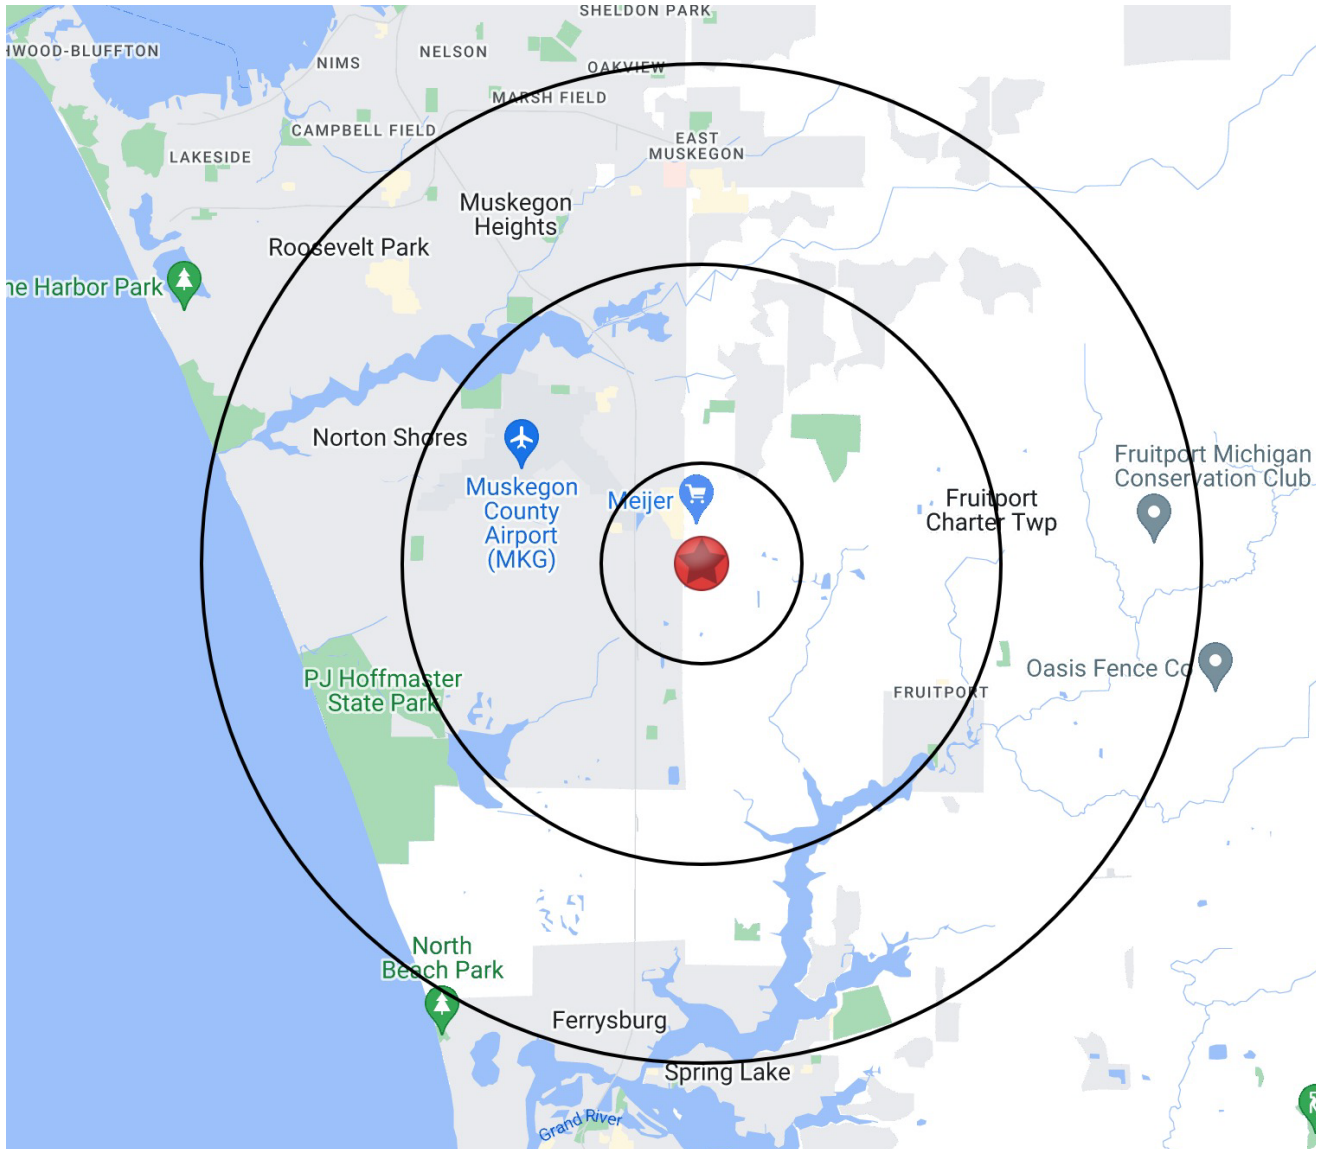 SHELDON PARK
HWOOD-BLUFFTON
NELSON
NIMS
OAKVIEW
MARSH FIELD
CAMPBELL FIELD
EAST
MUSKEGON
LAKESIDE
Muskegon
Heights
Roosevelt Park
ne Harbor Park
Norton Shores
Muskegon
County
Airport
(MKG)
Meijer
Fruitport Michigan
Conservation Club
Fruitport
Charter Twp
Oasis Fence Co
PJ Hoffmaster
State Park
FRUITPORT
North
Beach Park
Ferrysburg
Spring Lake
Grand River